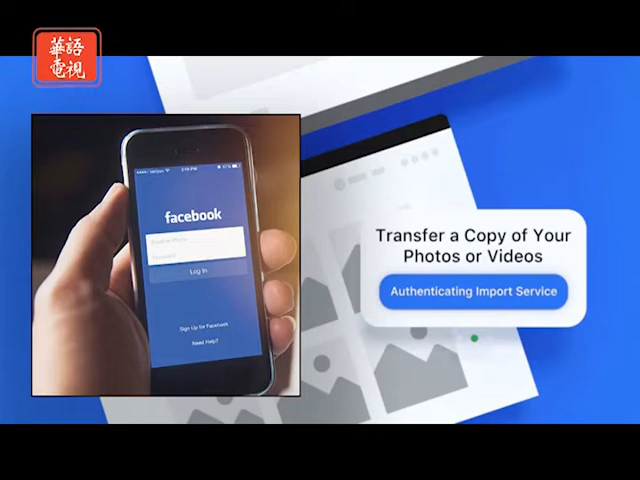 華語
電視
facebook
Log In
Sign Up for Facebook
Need Help?
Transfer a Copy of Your
Photos or Videos
Authenticating Import Service